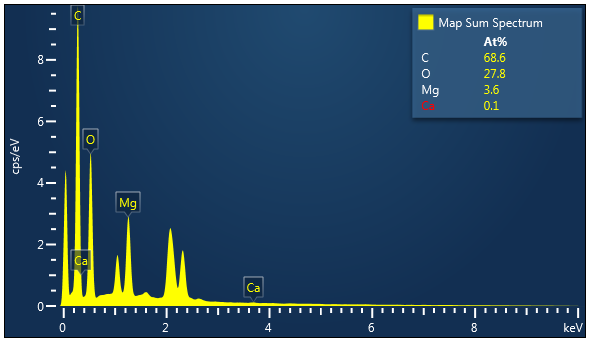 Map Sum Spectrum
At%
C 68.6
O 27.8
Mg 3.6
Ca 0.1
C
O
Mg
Ca
Ca
cps/eV
8
6
4
2
0
0 2 4 6 8 keV